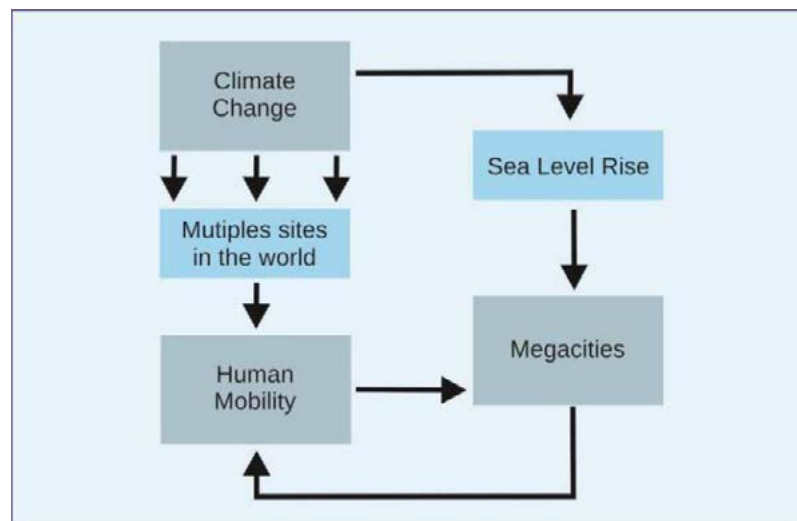 Climate
Change
Sea Level Rise
Mutiples sites
in the world
Megacities
Human
Mobility